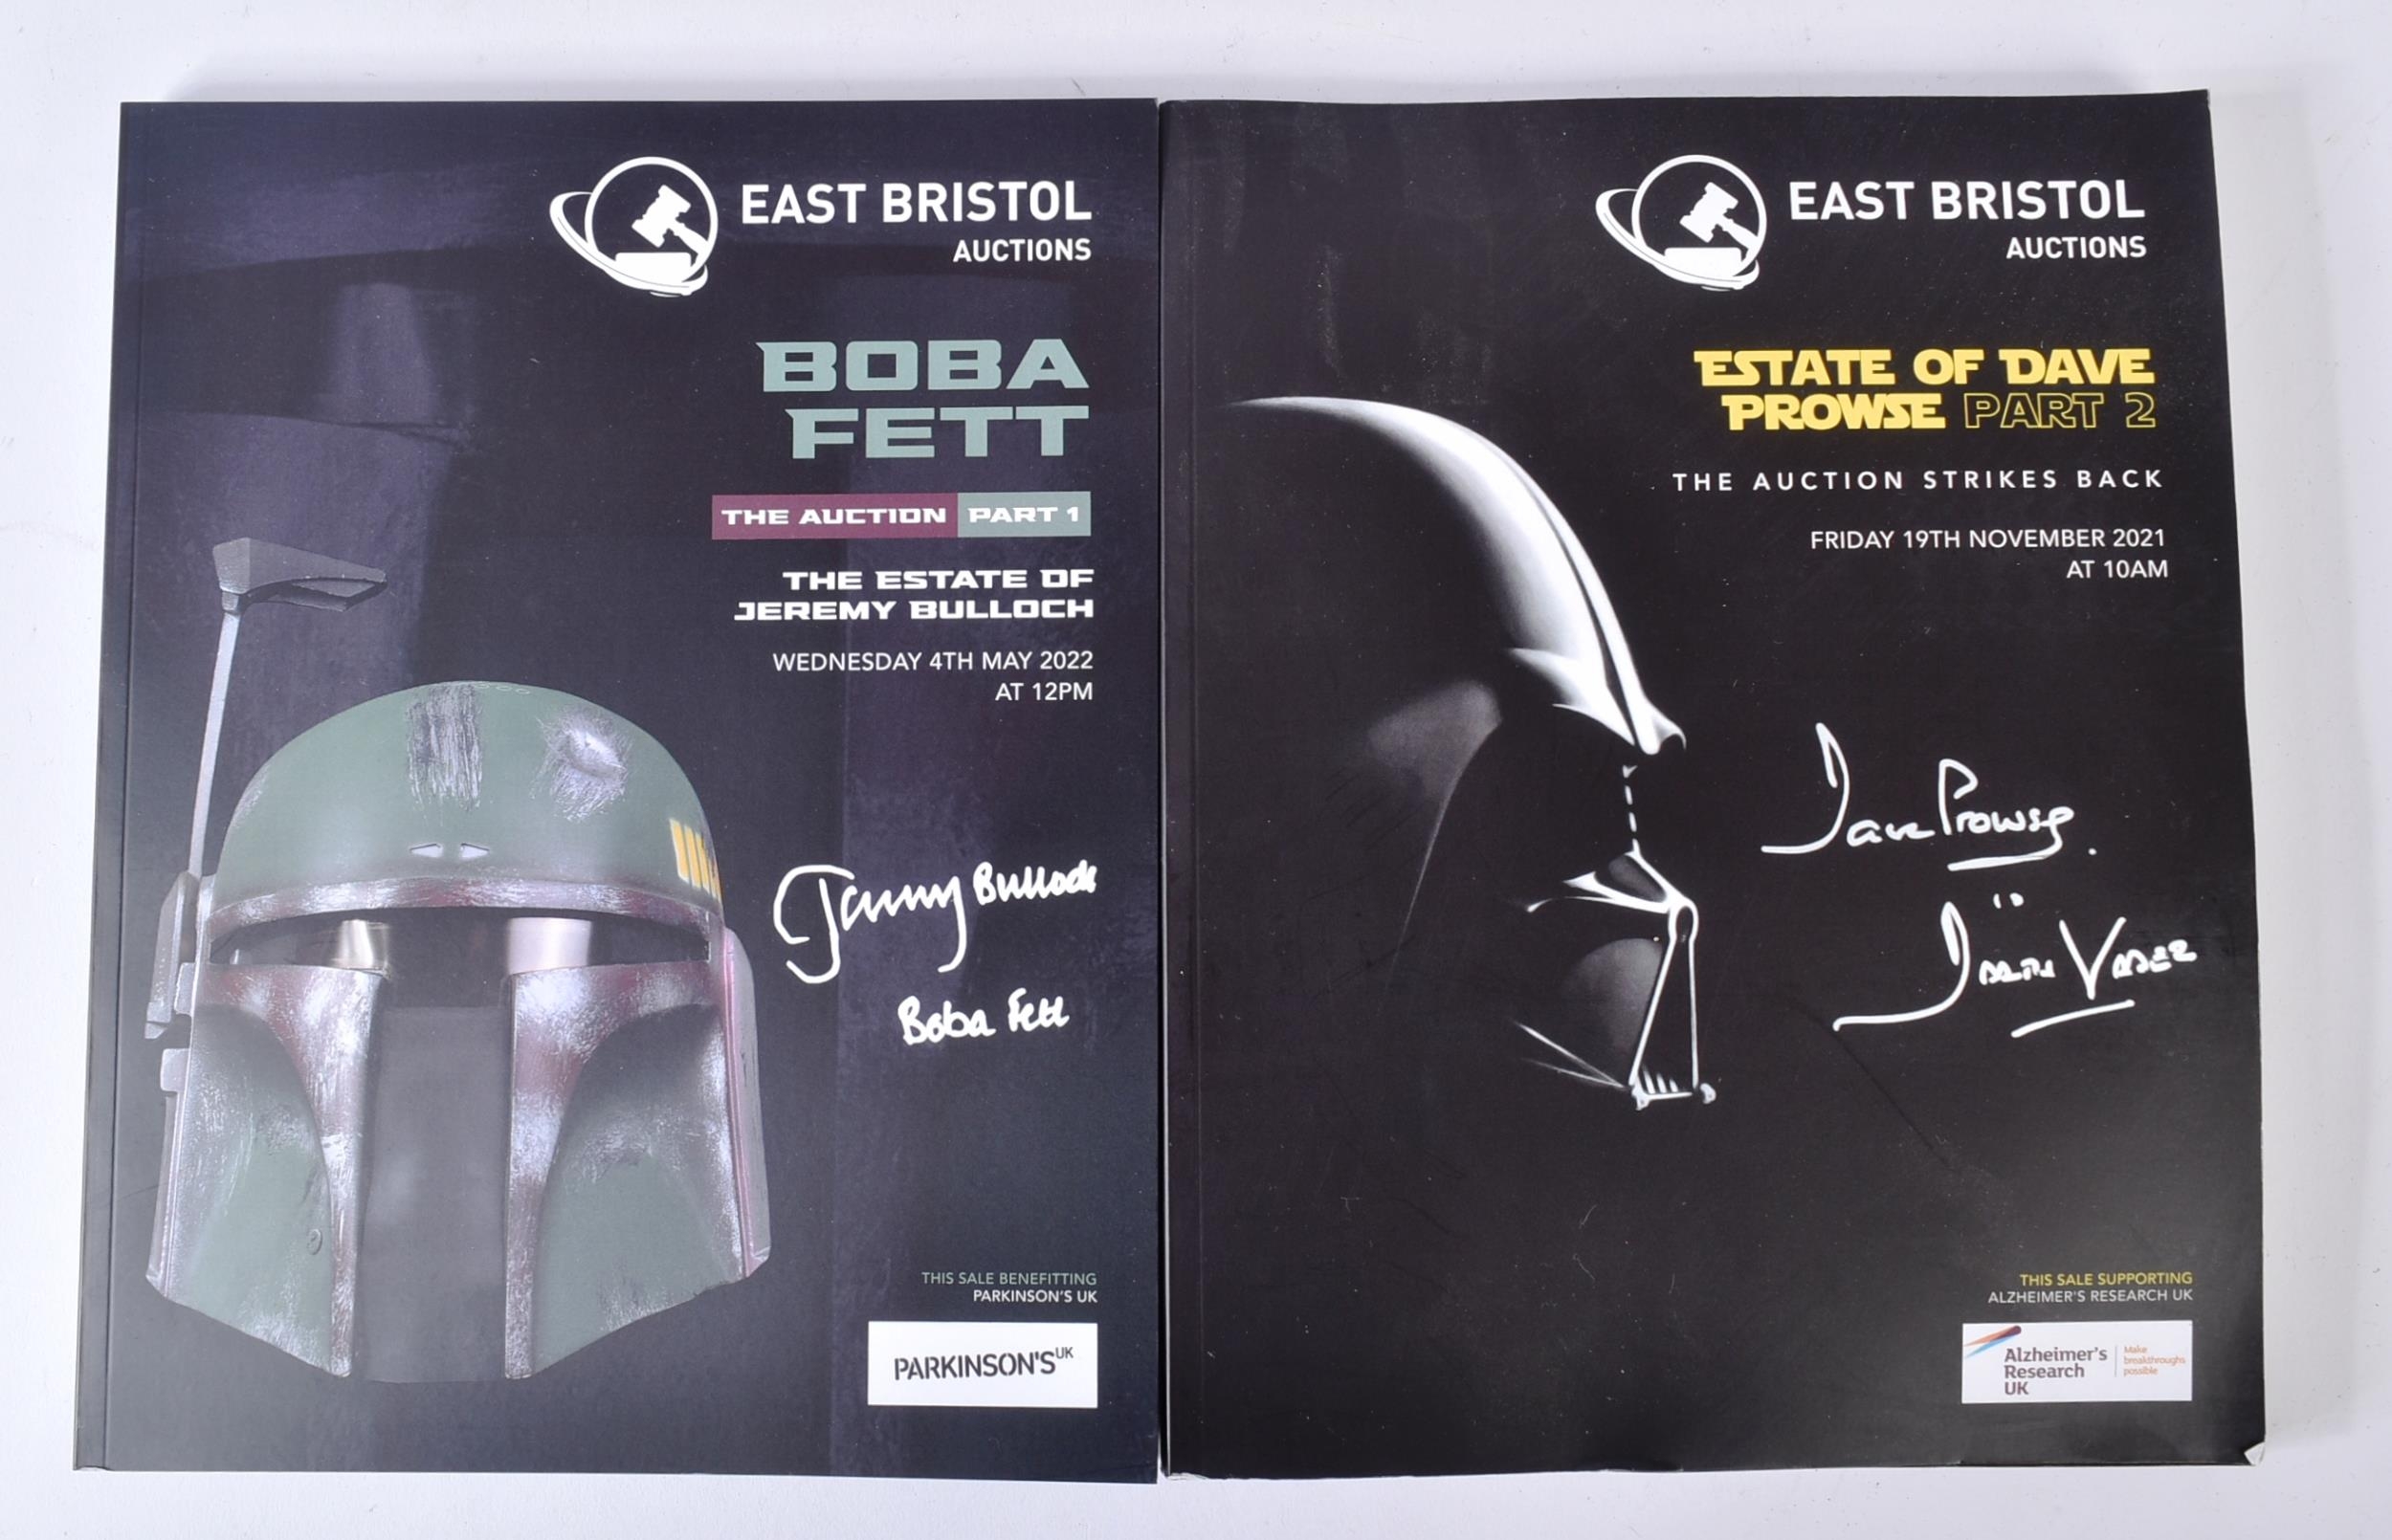 EAST BRISTOL
AUCTIONS
BOBA
FETT
THE AUCTION PART 1
THE ESTATE OF
JEREMY BULLOCH
WEDNESDAY 4TH MAY 2022
AT 12PM
Jeremy Bulloch
Boba Fett
THIS SALE BENEFITTING
PARKINSON'S UK
PARKINSON'S UK
EAST BRISTOL
AUCTIONS
ESTATE OF DAVE
PROWSE PART 2
THE AUCTION STRIKES BACK
FRIDAY 19TH NOVEMBER 2021
AT 10AM
Dave Prowse
Darth Vader
THIS SALE SUPPORTING
ALZHEIMER'S RESEARCH UK
Alzheimer's
Research
UK
Make
breakthroughs
possible